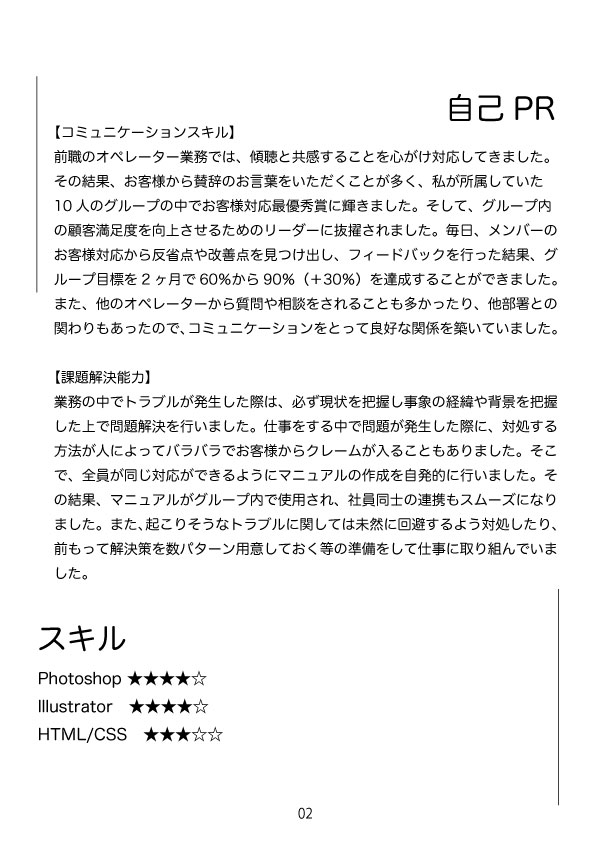 自己 PR
【コミュニケーションスキル】
前職のオペレーター業務では、傾聴と共感することを心がけ対応してきました。
その結果、お客様から賛辞のお言葉をいただくことが多く、私が所属していた
10 人のグループの中でお客様対応最優秀賞に輝きました。そして、グループ内
の顧客満足度を向上させるためのリーダーに抜擢されました。毎日、メンバーの
お客様対応から反省点や改善点を見つけ出し、フィードバックを行った結果、グ
ループ目標を 2 ヶ月で 60%から 90%（＋30%）を達成することができました。
また、他のオペレーターから質問や相談をされることも多かったり、他部署との
関わりもあったので、コミュニケーションをとって良好な関係を築いていました。
【課題解決能力】
業務の中でトラブルが発生した際は、必ず現状を把握し事象の経緯や背景を把握
した上で問題解決を行いました。仕事をする中で問題が発生した際に、対処する
方法が人によってバラバラでお客様からクレームが入ることもありました。そこ
で、全員が同じ対応ができるようにマニュアルの作成を自発的に行いました。そ
の結果、マニュアルがグループ内で使用され、社員同士の連携もスムーズになり
ました。また、起こりそうなトラブルに関しては未然に回避するよう対処したり、
前もって解決策を数パターン用意しておく等の準備をして仕事に取り組んでいま
した。
スキル
Photoshop ★★★★☆
Illustrator ★★★★☆
HTML/CSS ★★★☆☆
02